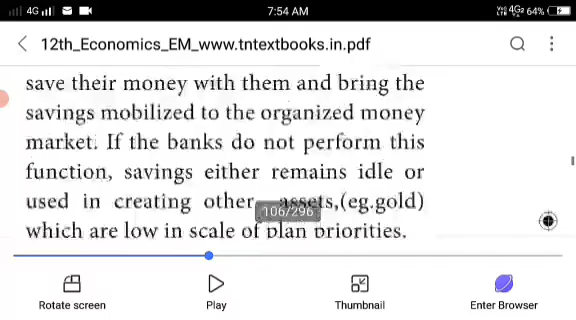 4G 7:54 AM 4G2 64%
12th_Economics_EM_www.tntextbooks.in.pdf
save their money with them and bring the
savings mobilized to the organized money
market. If the banks do not perform this
function, savings either remains idle or
used in creating other assets,(eg.gold)
106/296
which are low in scale of plan priorities.
Rotate screen Play Thumbnail Enter Browser